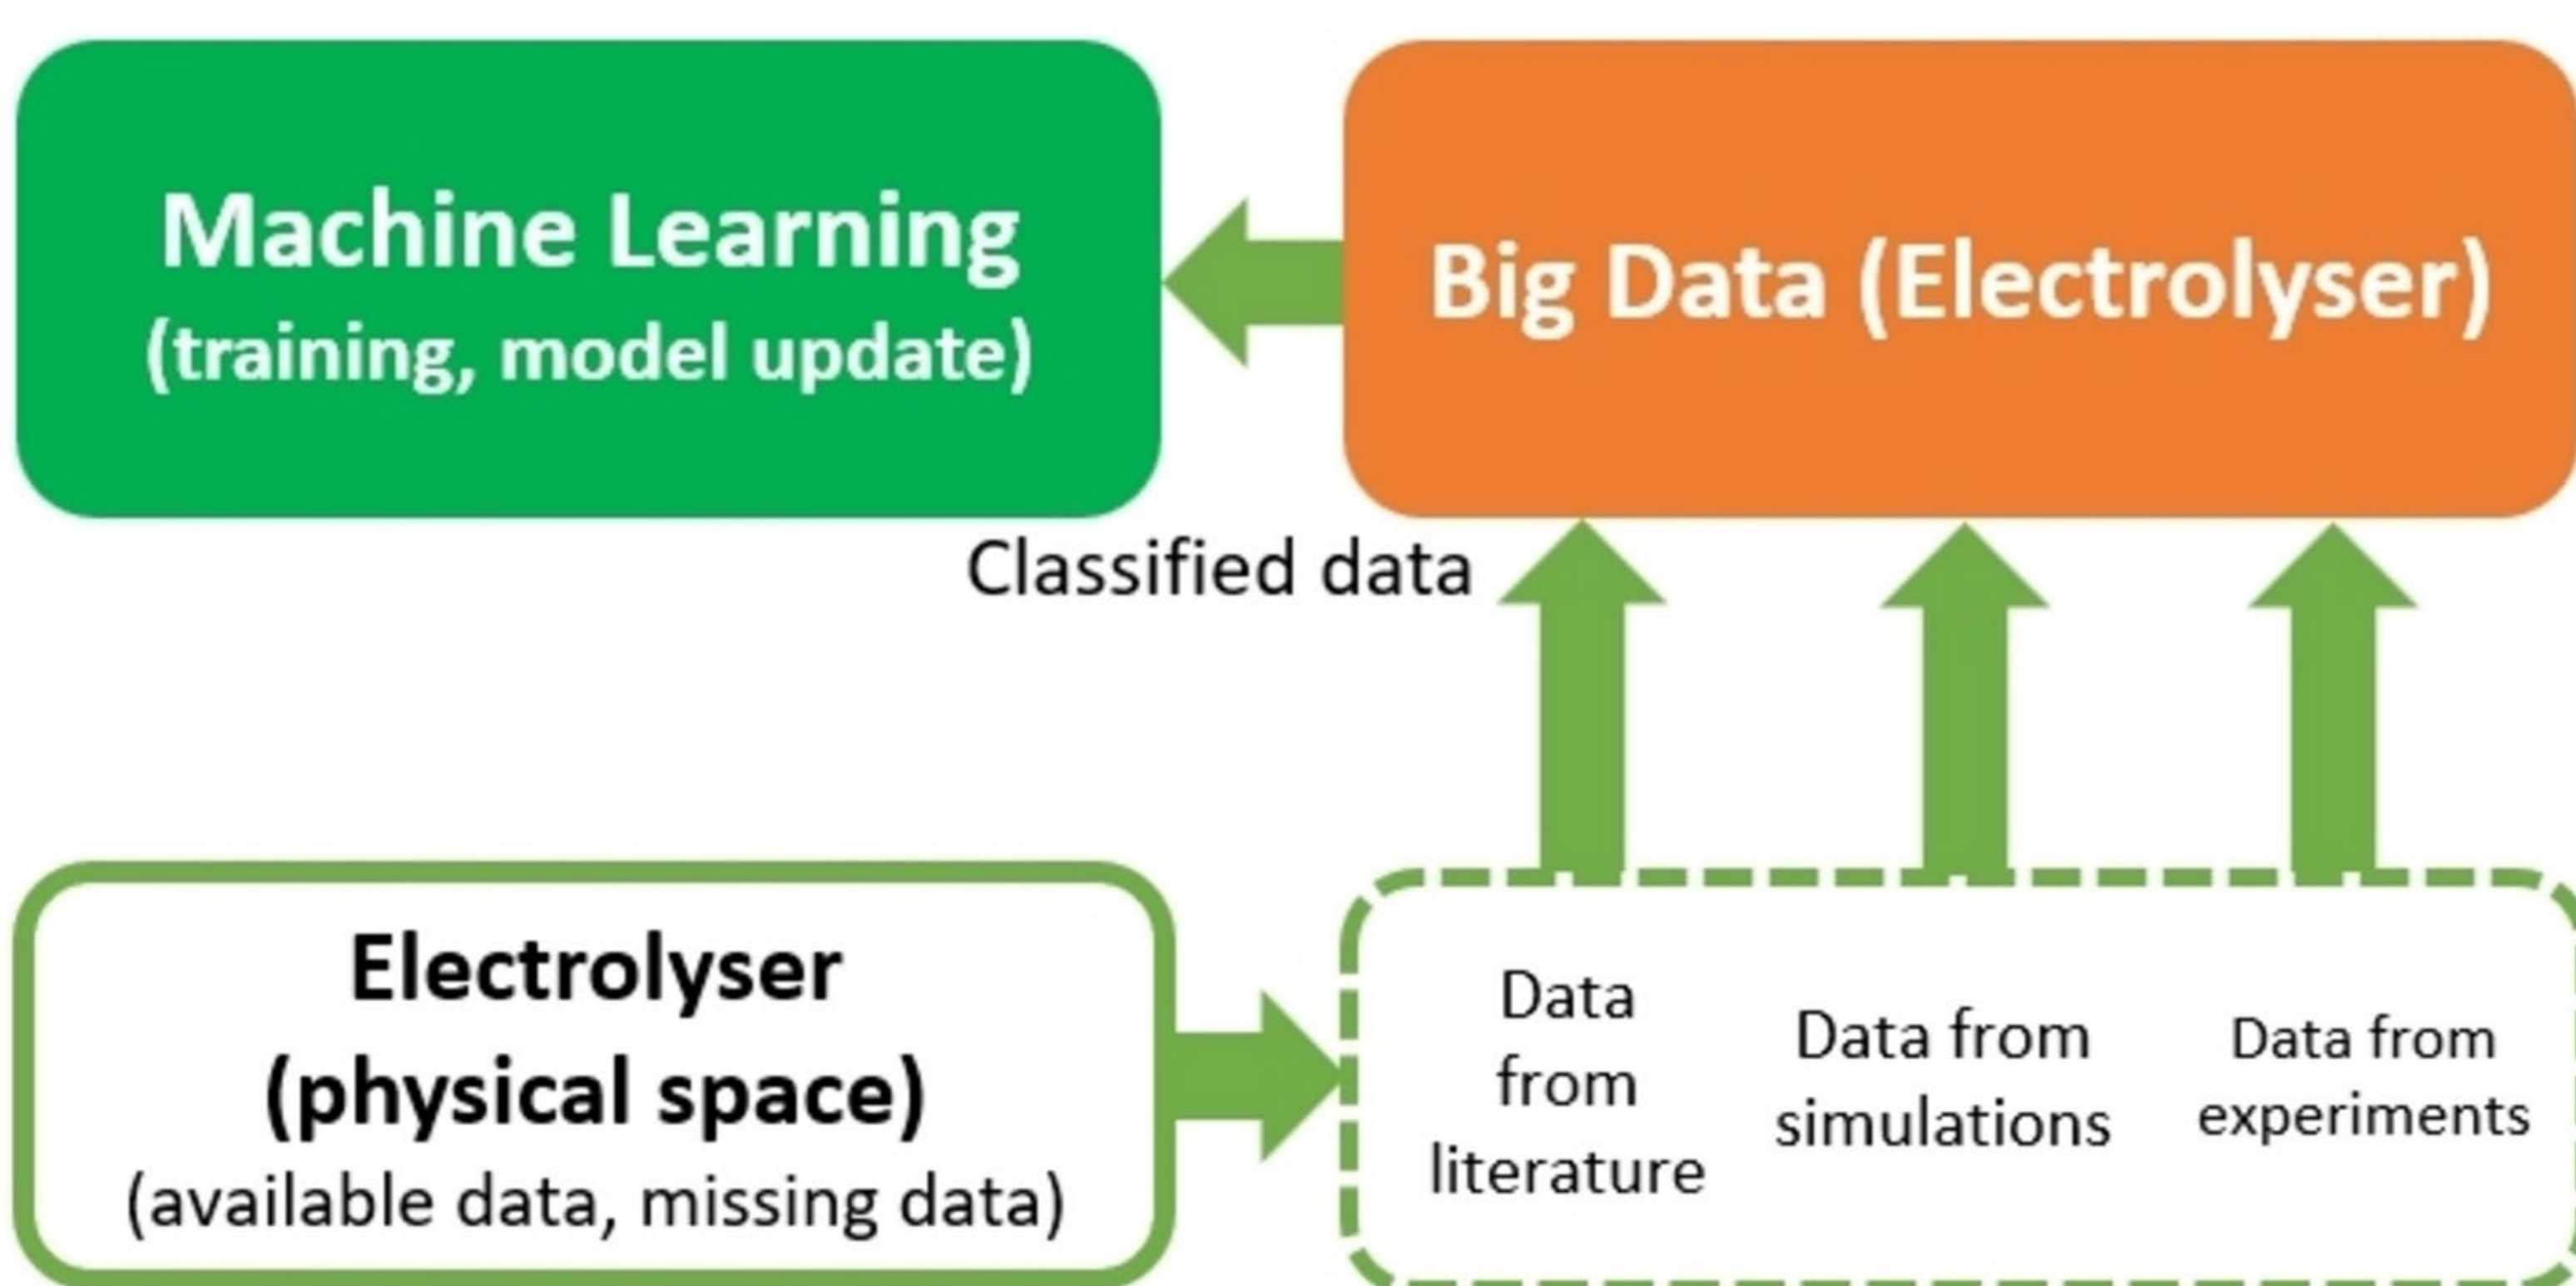 Machine Learning
(training, model update)
Big Data (Electrolyser)
Classified data
Electrolyser
(physical space)
(available data, missing data)
Data
from
literature
Data from
simulations
Data from
experiments